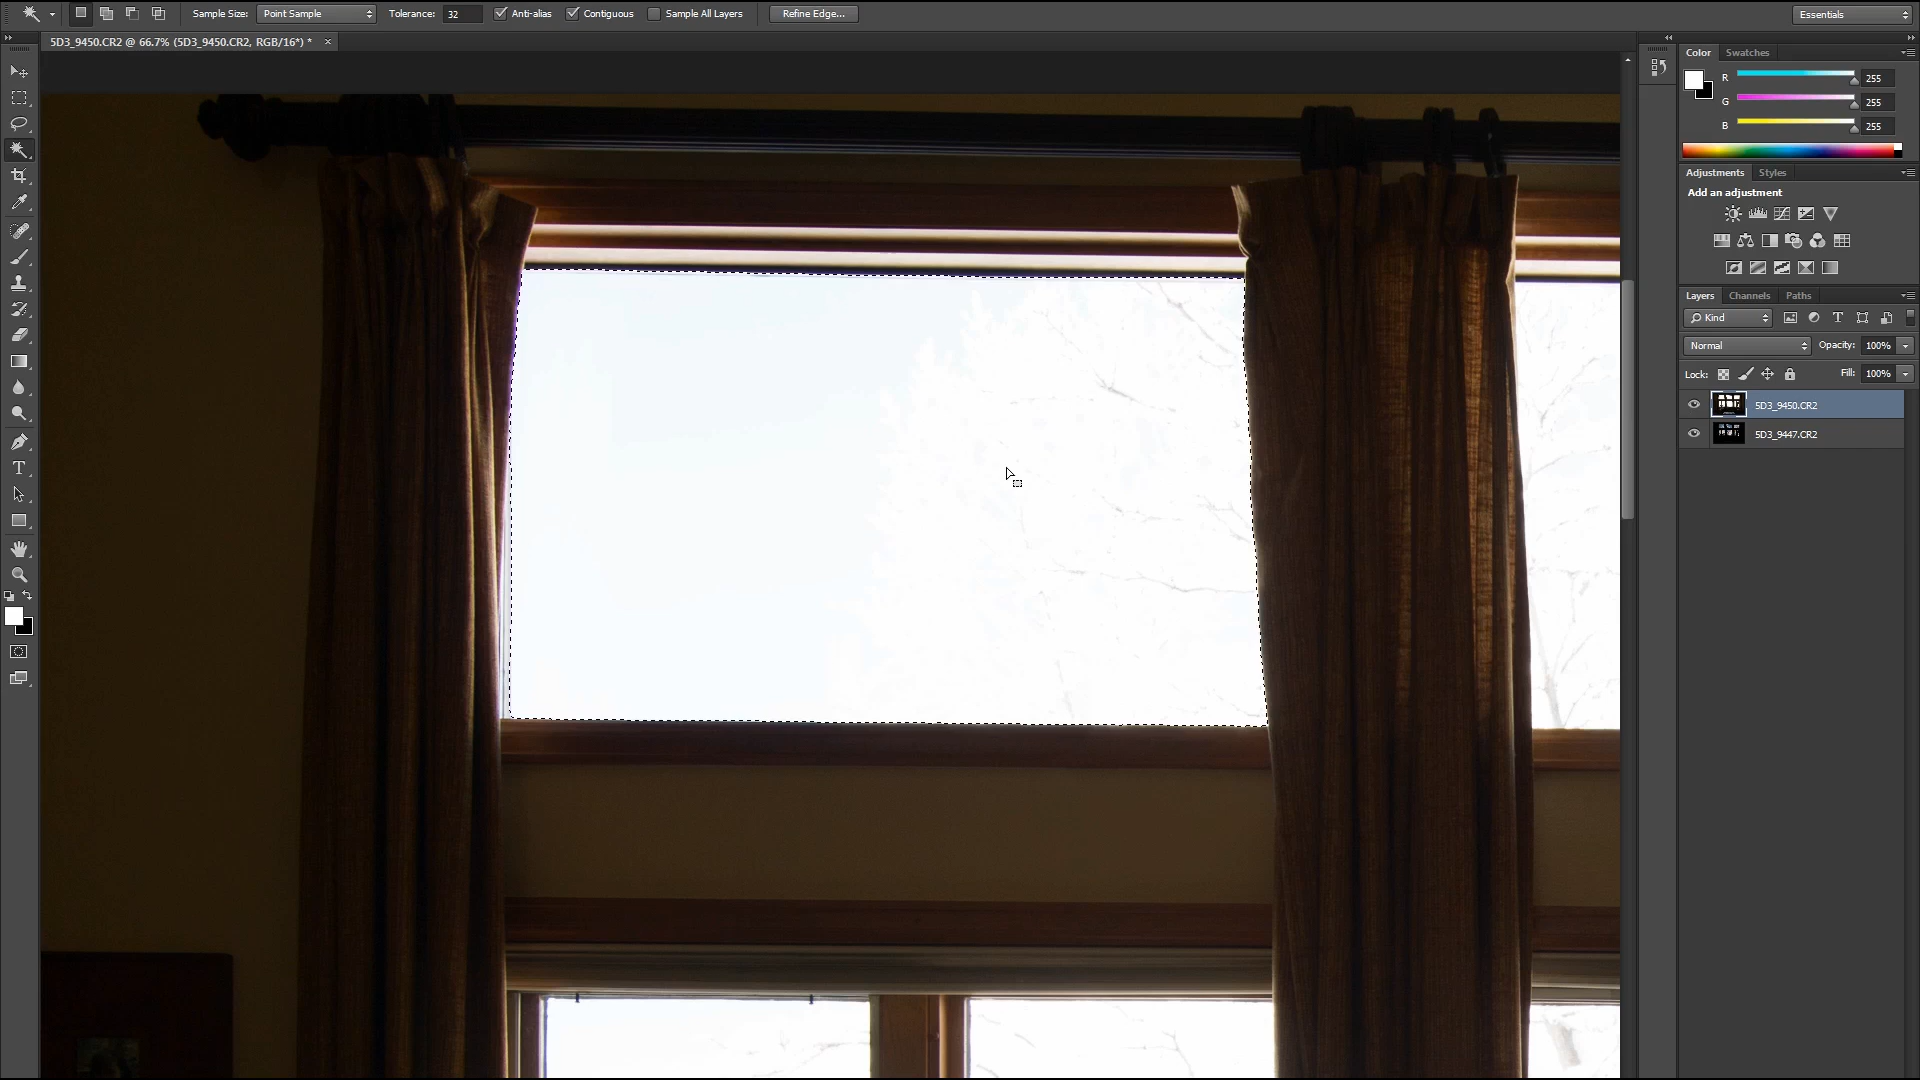 Sample Size: Point Sample Tolerance: 32 Anti-alias Contiguous Sample All Layers Refine Edge... Essentials
5D3_9450.CR2 @ 66.7% (5D3_9450.CR2, RGB/16*) * ×
Color Swatches
R 255
G 255
B 255
Adjustments Styles
Add an adjustment
Layers Channels Paths
Kind T
Normal Opacity: 100%
Lock: Fill: 100%
5D3_9450.CR2
5D3_9447.CR2
T